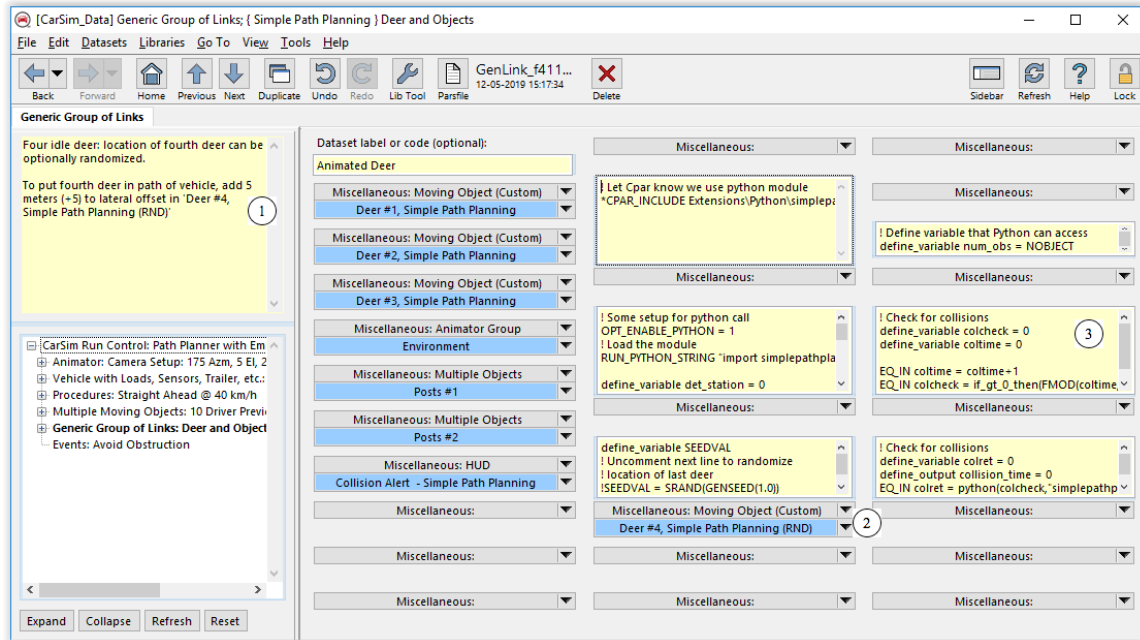 [CarSim_Data] Generic Group of Links; { Simple Path Planning } Deer and Objects
File Edit Datasets Libraries Go To View Tools Help
Back Forward Home Previous Next Duplicate Undo Redo Lib Tool Parsfile
GenLink_f411...
12-05-2019 15:17:34
Delete Sidebar Refresh Help Lock
Generic Group of Links
Four idle deer: location of fourth deer can be
optionally randomized.
To put fourth deer in path of vehicle, add 5
meters (+5) to lateral offset in 'Deer #4,
Simple Path Planning (RND)'
1
CarSim Run Control: Path Planner with Em
Animator: Camera Setup: 175 Azm, 5 El, 2
Vehicle with Loads, Sensors, Trailer, etc.:
Procedures: Straight Ahead @ 40 km/h
Multiple Moving Objects: 10 Driver Previ
Generic Group of Links: Deer and Object
Events: Avoid Obstruction
Expand Collapse Refresh Reset
Dataset label or code (optional):
Animated Deer
Miscellaneous: Moving Object (Custom)
Deer #1, Simple Path Planning
Miscellaneous: Moving Object (Custom)
Deer #2, Simple Path Planning
Miscellaneous: Moving Object (Custom)
Deer #3, Simple Path Planning
Miscellaneous: Animator Group
Environment
Miscellaneous: Multiple Objects
Posts #1
Miscellaneous: Multiple Objects
Posts #2
Miscellaneous: HUD
Collision Alert - Simple Path Planning
Miscellaneous:
Miscellaneous:
Miscellaneous:
Miscellaneous:
! Let Cpar know we use python module
*CPAR_INCLUDE Extensions\Python\simplepa
Miscellaneous:
! Some setup for python call
OPT_ENABLE_PYTHON = 1
! Load the module
RUN_PYTHON_STRING "import simplepathpla
define_variable det_station = 0
Miscellaneous:
define_variable SEEDVAL
! Uncomment next line to randomize
! location of last deer
!SEEDVAL = SRAND(GENSEED(1.0))
Miscellaneous: Moving Object (Custom)
Deer #4, Simple Path Planning (RND)
2
Miscellaneous:
Miscellaneous:
Miscellaneous:
Miscellaneous:
! Define variable that Python can access
define_variable num_obs = NOBJECT
Miscellaneous:
! Check for collisions
define_variable colcheck = 0
define_variable coltime = 0
EQ_IN coltime = coltime+1
EQ_IN colcheck = if_gt_0_then(FMOD(coltime,
3
Miscellaneous:
! Check for collisions
define_variable colret = 0
define_output collision_time = 0
EQ_IN colret = python(colcheck,"simplepathp
Miscellaneous:
Miscellaneous:
Miscellaneous: